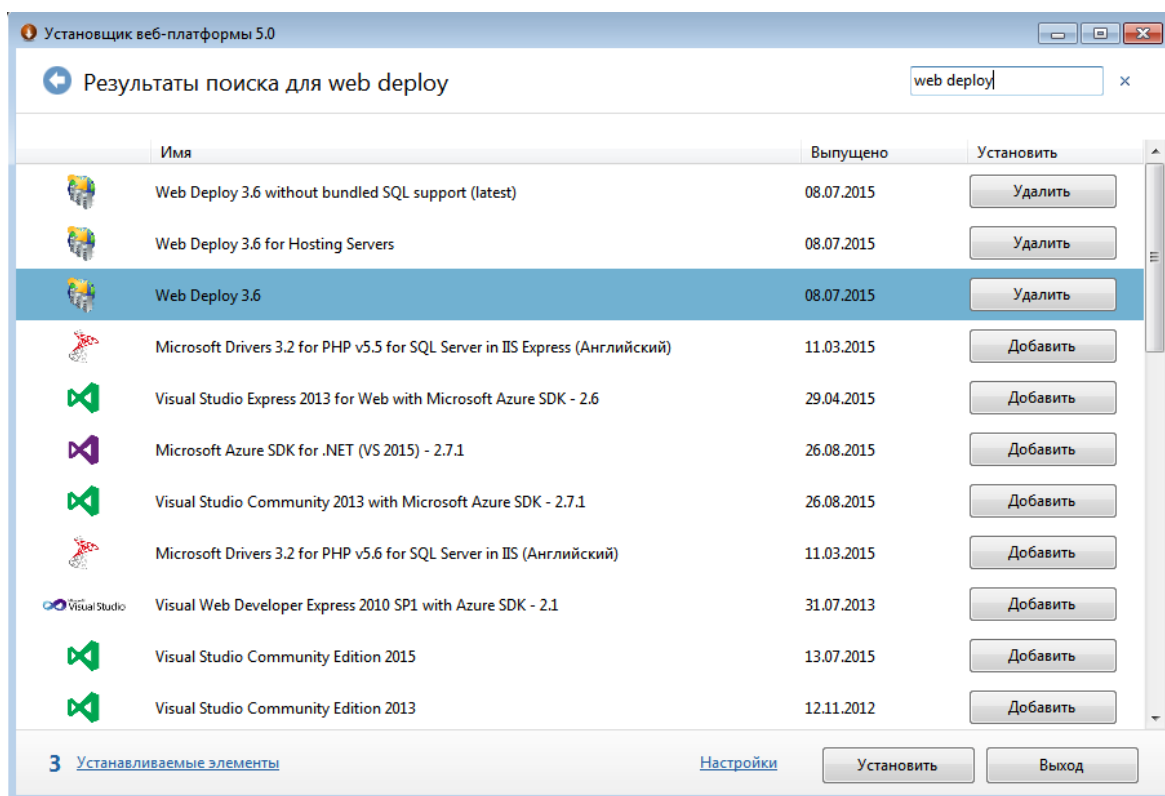 Установщик веб-платформы 5.0
Результаты поиска для web deploy web deploy
Имя Выпущено Установить
Web Deploy 3.6 without bundled SQL support (latest) 08.07.2015 Удалить
Web Deploy 3.6 for Hosting Servers 08.07.2015 Удалить
Web Deploy 3.6 08.07.2015 Удалить
Microsoft Drivers 3.2 for PHP v5.5 for SQL Server in IIS Express (Английский) 11.03.2015 Добавить
Visual Studio Express 2013 for Web with Microsoft Azure SDK - 2.6 29.04.2015 Добавить
Microsoft Azure SDK for .NET (VS 2015) - 2.7.1 26.08.2015 Добавить
Visual Studio Community 2013 with Microsoft Azure SDK - 2.7.1 26.08.2015 Добавить
Microsoft Drivers 3.2 for PHP v5.6 for SQL Server in IIS (Английский) 11.03.2015 Добавить
Visual Studio Visual Web Developer Express 2010 SP1 with Azure SDK - 2.1 31.07.2013 Добавить
Visual Studio Community Edition 2015 13.07.2015 Добавить
Visual Studio Community Edition 2013 12.11.2012 Добавить
3 Устанавливаемые элементы Настройки Установить Выход